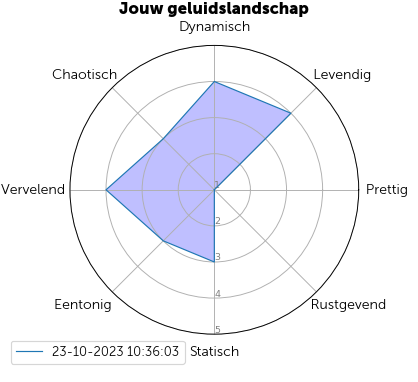 Jouw geluidslandschap
Dynamisch
Chaotisch
Levendig
Vervelend
1
Prettig
2
3
Eentonig
4
Rustgevend
5
23-10-2023 10:36:03
Statisch